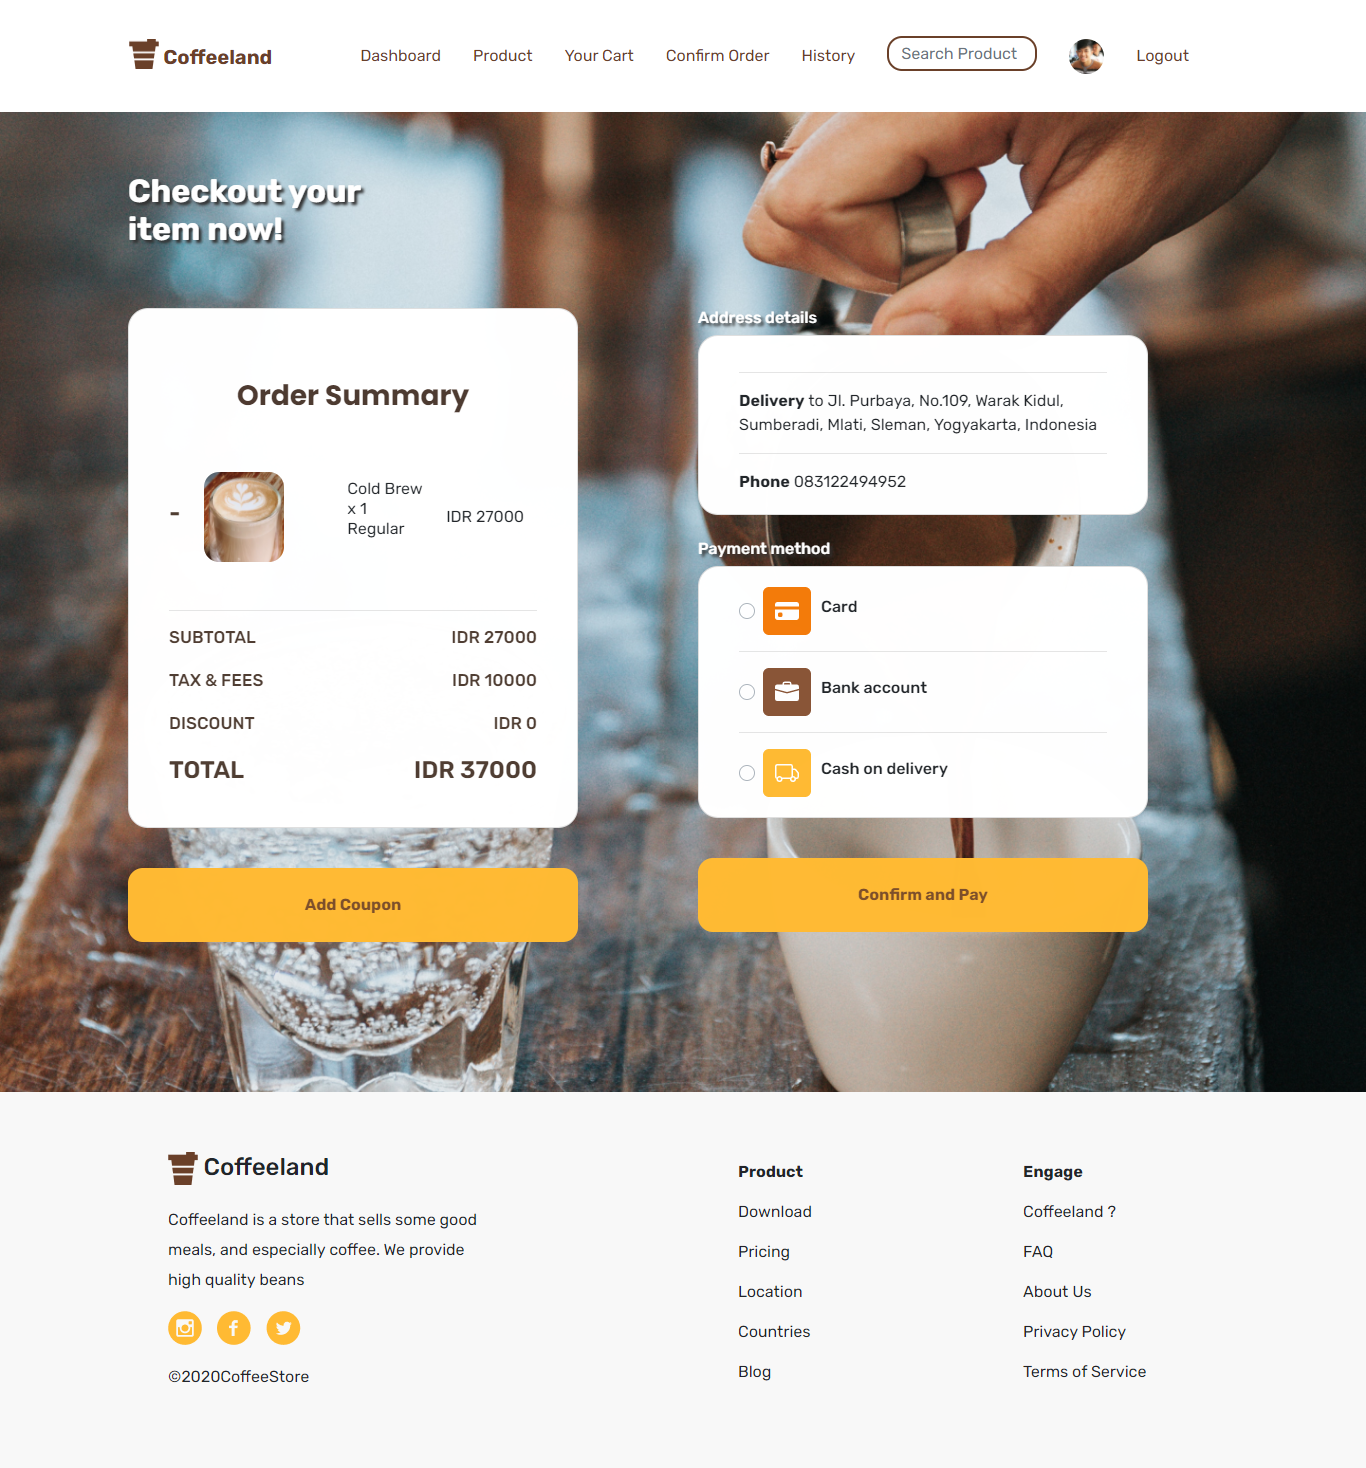 Coffeeland
Dashboard
Product
Your Cart
Confirm Order
History
Search Product
Logout
Checkout your
item now!
Order Summary
-
Cold Brew
x 1
Regular
IDR 27000
SUBTOTAL IDR 27000
TAX & FEES IDR 10000
DISCOUNT IDR 0
TOTAL IDR 37000
Add Coupon
Address details
Delivery to Jl. Purbaya, No.109, Warak Kidul,
Sumberadi, Mlati, Sleman, Yogyakarta, Indonesia
Phone 083122494952
Payment method
Card
Bank account
Cash on delivery
Confirm and Pay
Coffeeland
Coffeeland is a store that sells some good
meals, and especially coffee. We provide
high quality beans
©2020CoffeeStore
Product
Download
Pricing
Location
Countries
Blog
Engage
Coffeeland ?
FAQ
About Us
Privacy Policy
Terms of Service